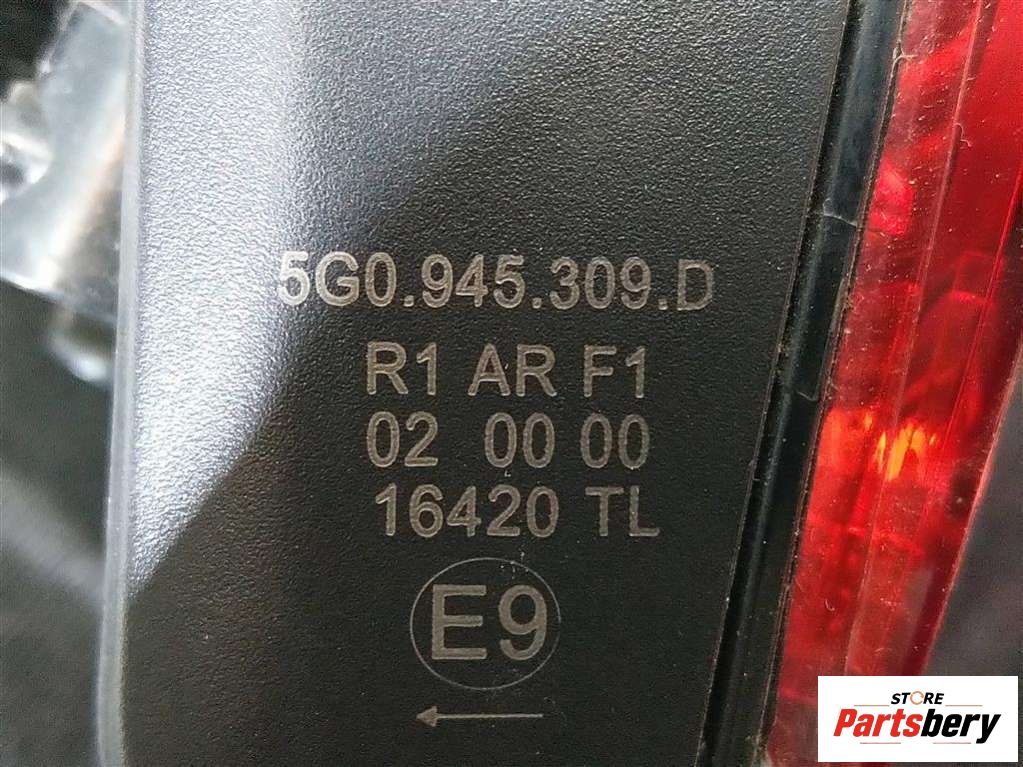 5G0.945.309.D
R1 AR F1
02 00 00
16420 TL
E9
STORE
Partsbery